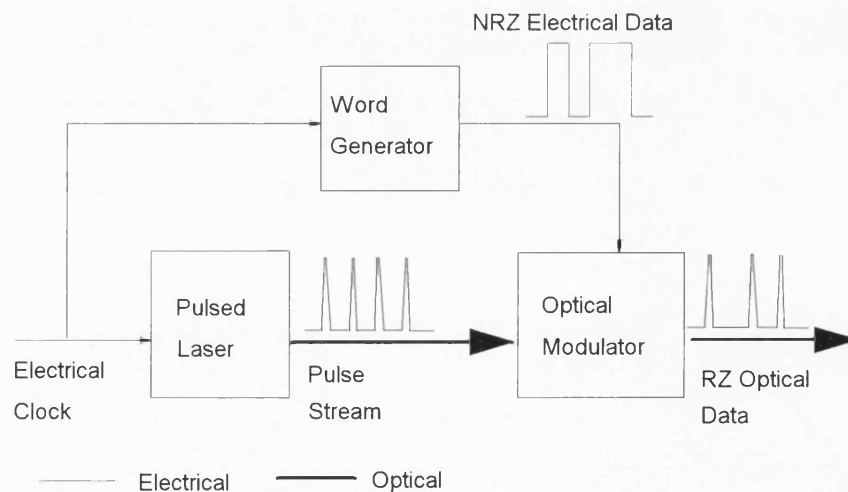 NRZ Electrical Data
Word
Generator
Pulsed
Laser
Optical
Modulator
Electrical
Clock
Pulse
Stream
RZ Optical
Data
Electrical
Optical